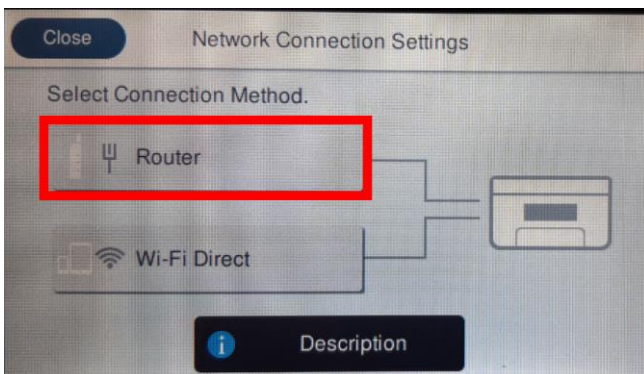 Close
Network Connection Settings
Select Connection Method.
Router
Wi-Fi Direct
i
Description